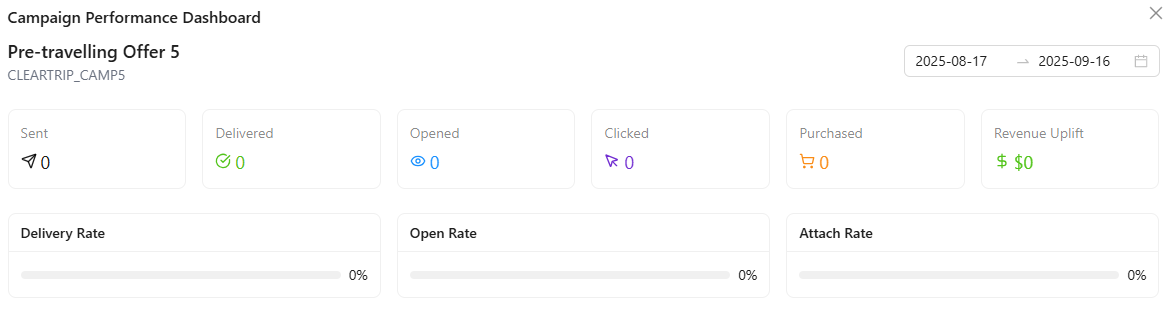 Campaign Performance Dashboard
Pre-travelling Offer 5
CLEARTRIP_CAMP5
2025-08-17 → 2025-09-16
Sent
0
Delivered
0
Opened
0
Clicked
0
Purchased
0
Revenue Uplift
$ $0
Delivery Rate
0%
Open Rate
0%
Attach Rate
0%